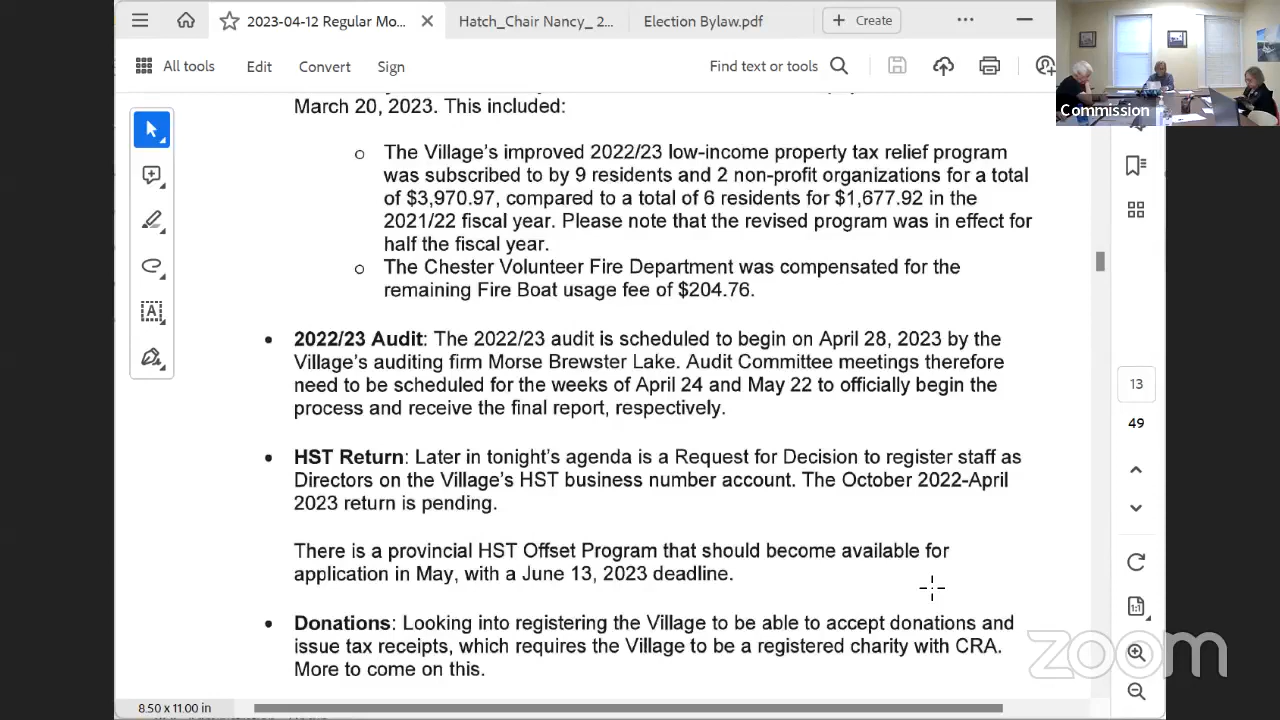 2023-04-12 Regular Mo...
Hatch_Chair Nancy_ 2...
Election Bylaw.pdf
Create
All tools
Edit
Convert
Sign
Find text or tools
Commission
March 20, 2023. This included:
The Village's improved 2022/23 low-income property tax relief program
was subscribed to by 9 residents and 2 non-profit organizations for a total
of $3,970.97, compared to a total of 6 residents for $1,677.92 in the
2021/22 fiscal year. Please note that the revised program was in effect for
half the fiscal year.
The Chester Volunteer Fire Department was compensated for the
remaining Fire Boat usage fee of $204.76.
2022/23 Audit: The 2022/23 audit is scheduled to begin on April 28, 2023 by the
Village's auditing firm Morse Brewster Lake. Audit Committee meetings therefore
need to be scheduled for the weeks of April 24 and May 22 to officially begin the
process and receive the final report, respectively.
HST Return: Later in tonight's agenda is a Request for Decision to register staff as
Directors on the Village's HST business number account. The October 2022-April
2023 return is pending.
There is a provincial HST Offset Program that should become available for
application in May, with a June 13, 2023 deadline.
Donations: Looking into registering the Village to be able to accept donations and
issue tax receipts, which requires the Village to be a registered charity with CRA.
More to come on this.
13
49
1:1
zoom
8.50 x 11.00 in